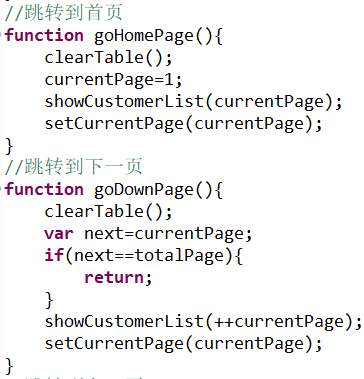 //跳转到首页
function goHomePage(){
    clearTable();
    currentPage=1;
    showCustomerList(currentPage);
    setCurrentPage(currentPage);
}
//跳转到下一页
function goDownPage(){
    clearTable();
    var next=currentPage;
    if(next==totalPage){
        return;
    }
    showCustomerList(++currentPage);
    setCurrentPage(currentPage);
}